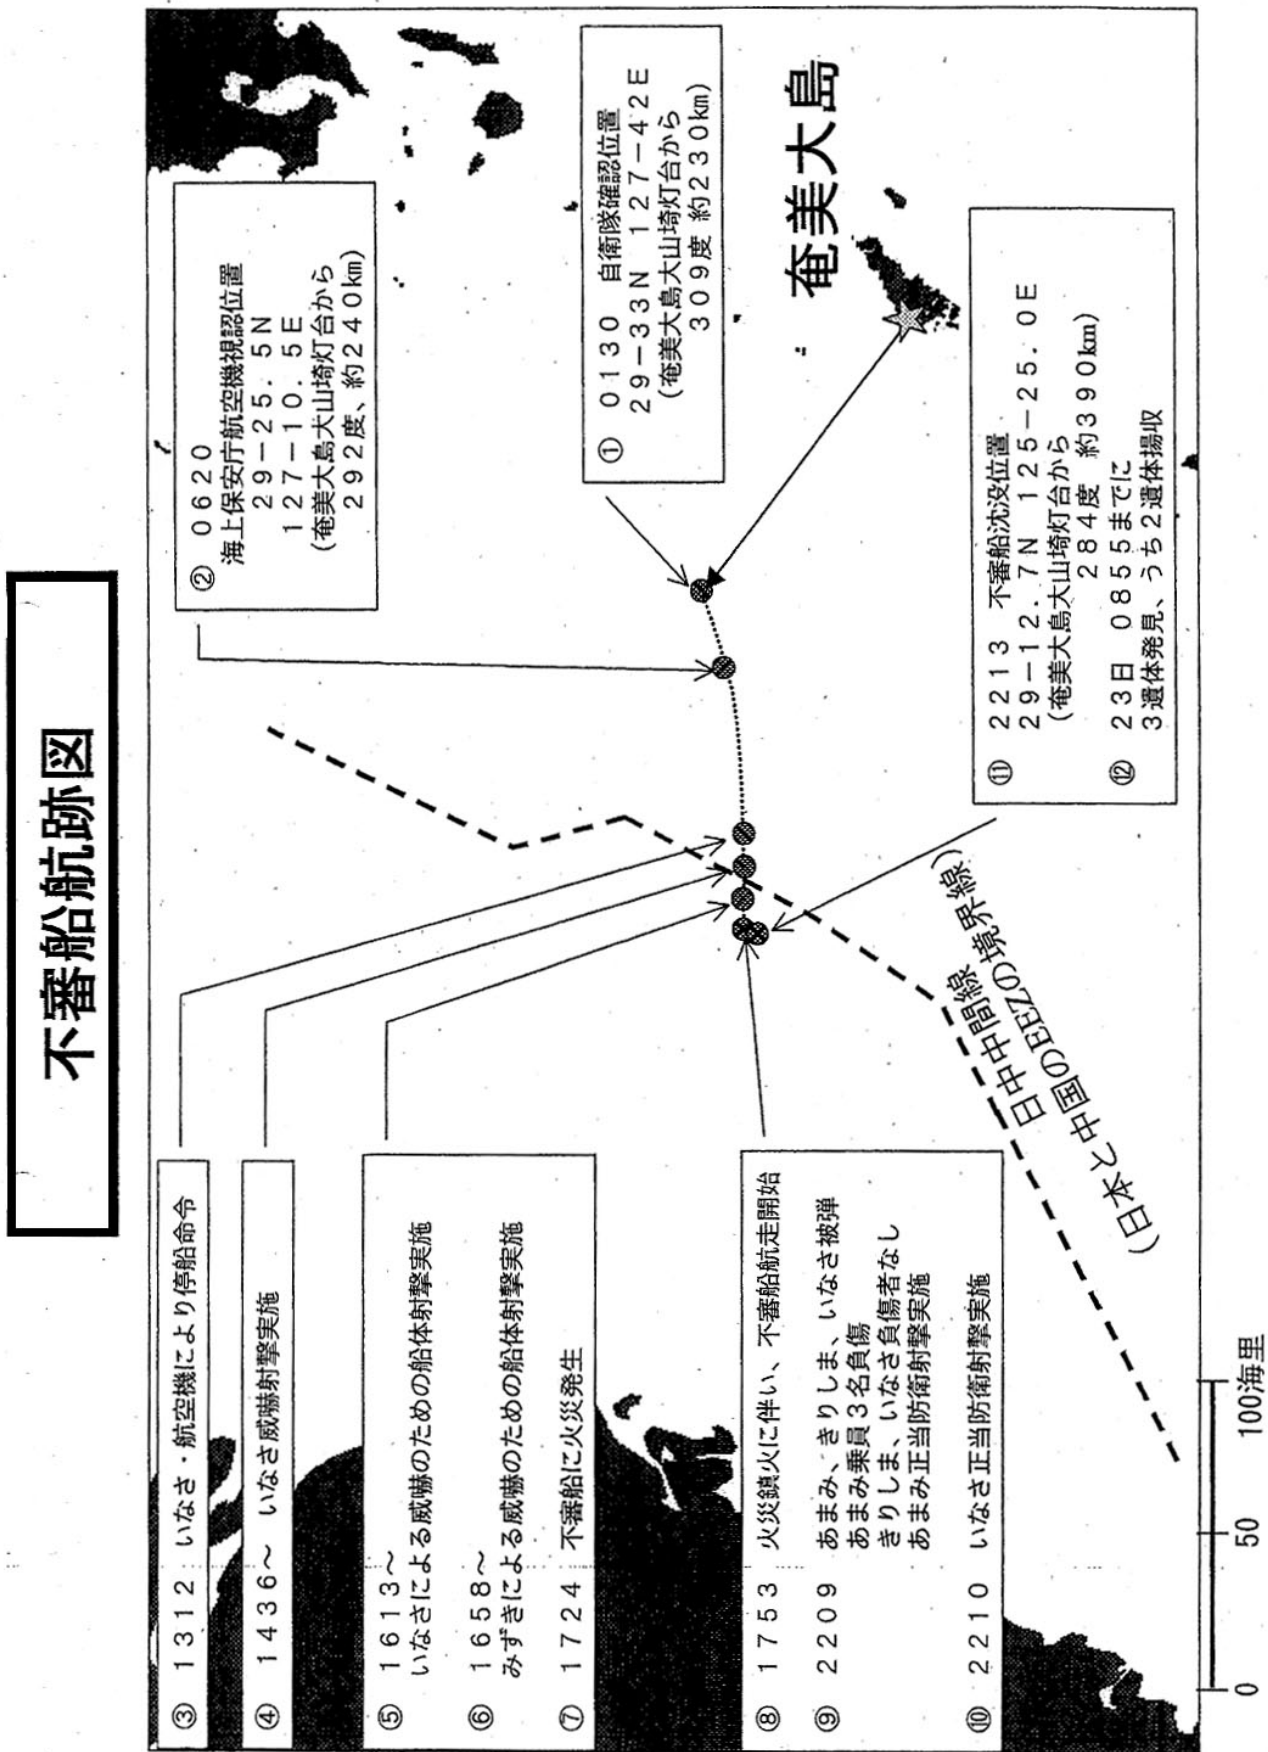 不審船航跡図
① 0130 自衛隊確認位置
29－33N 127－42E
(奄美大島大山埼灯台から
309度 約230km)
② 0620
海上保安庁航空機視認位置
29－25.5N
127－10.5E
(奄美大島大山埼灯台から
292度、約240km)
③ 1312 いなさ・航空機により停船命令
④ 1436～ いなさ威嚇射撃実施
⑤ 1613～
いなさによる威嚇のための船体射撃実施
⑥ 1658～
みずきによる威嚇のための船体射撃実施
⑦ 1724 不審船に火災発生
⑧ 1753 火災鎮火に伴い、不審船航走開始
⑨ 2209 あまみ、きりしま、いなさ被弾
あまみ乗員3名負傷
きりしま、いなさ負傷者なし
あまみ正当防衛射撃実施
⑩ 2210 いなさ正当防衛射撃実施
⑪ 2213 不審船沈没位置
29－12.7N 125－25.0E
(奄美大島大山埼灯台から
284度 約390km)
⑫ 23日 0855までに
3遺体発見、うち2遺体揚収
奄美大島
日中中間線
(日本と中国のEEZの境界線)
0 50 100海里